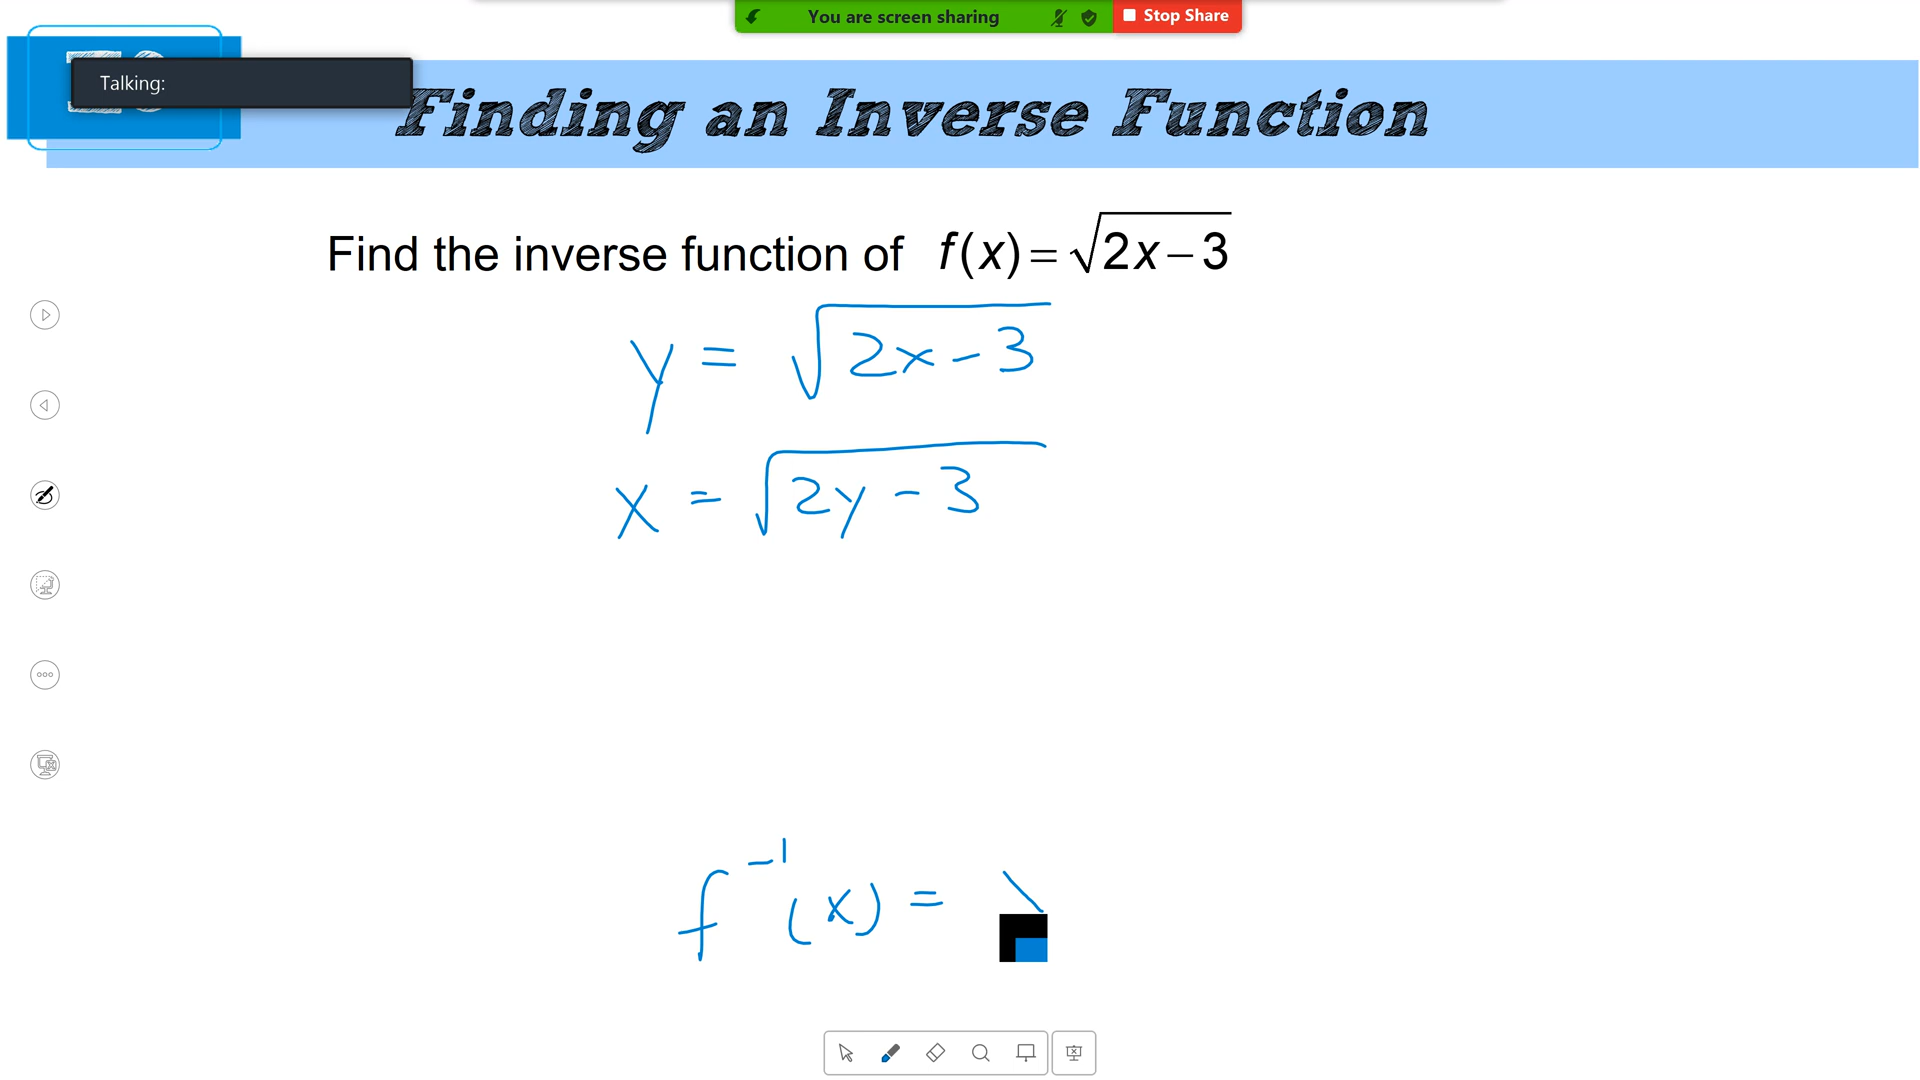 You are screen sharing
Stop Share
Talking:
Finding an Inverse Function
Find the inverse function of f(x)=√2x−3
y = √2x−3
x = √2y−3
f⁻¹(x) =